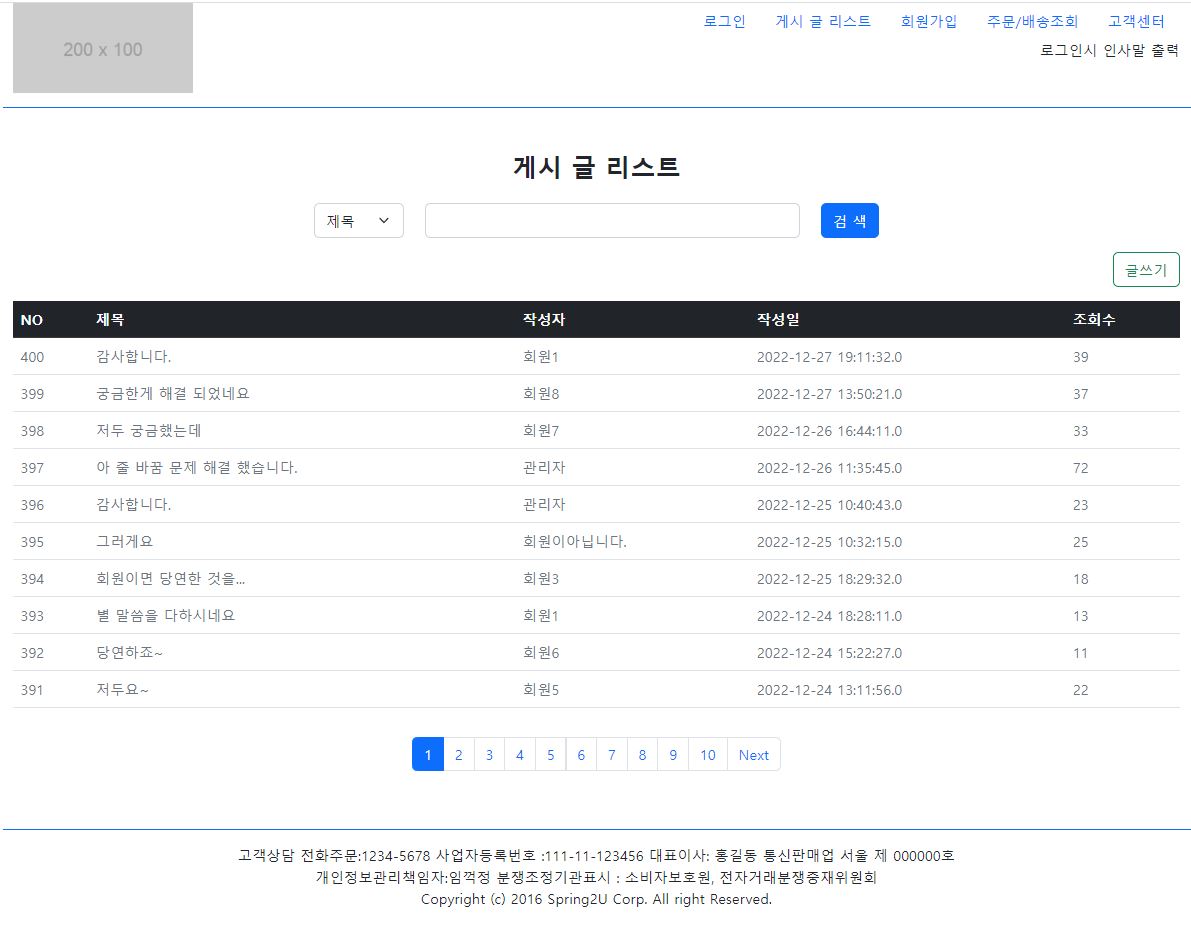 200 x 100
로그인 게시 글 리스트 회원가입 주문/배송조회 고객센터
로그인시 인사말 출력
게시 글 리스트
제목 검 색
글쓰기
NO 제목 작성자 작성일 조회수
400 감사합니다. 회원1 2022-12-27 19:11:32.0 39
399 궁금한게 해결 되었네요 회원8 2022-12-27 13:50:21.0 37
398 저두 궁금했는데 회원7 2022-12-26 16:44:11.0 33
397 아 줄 바꿈 문제 해결 했습니다. 관리자 2022-12-26 11:35:45.0 72
396 감사합니다. 관리자 2022-12-25 10:40:43.0 23
395 그러게요 회원이아닙니다. 2022-12-25 10:32:15.0 25
394 회원이면 당연한 것을... 회원3 2022-12-25 18:29:32.0 18
393 별 말씀을 다하시네요 회원1 2022-12-24 18:28:11.0 13
392 당연하죠~ 회원6 2022-12-24 15:22:27.0 11
391 저두요~ 회원5 2022-12-24 13:11:56.0 22
1 2 3 4 5 6 7 8 9 10 Next
고객상담 전화주문:1234-5678 사업자등록번호 :111-11-123456 대표이사: 홍길동 통신판매업 서울 제 000000호
개인정보관리책임자:임꺽정 분쟁조정기관표시 : 소비자보호원, 전자거래분쟁중재위원회
Copyright (c) 2016 Spring2U Corp. All right Reserved.